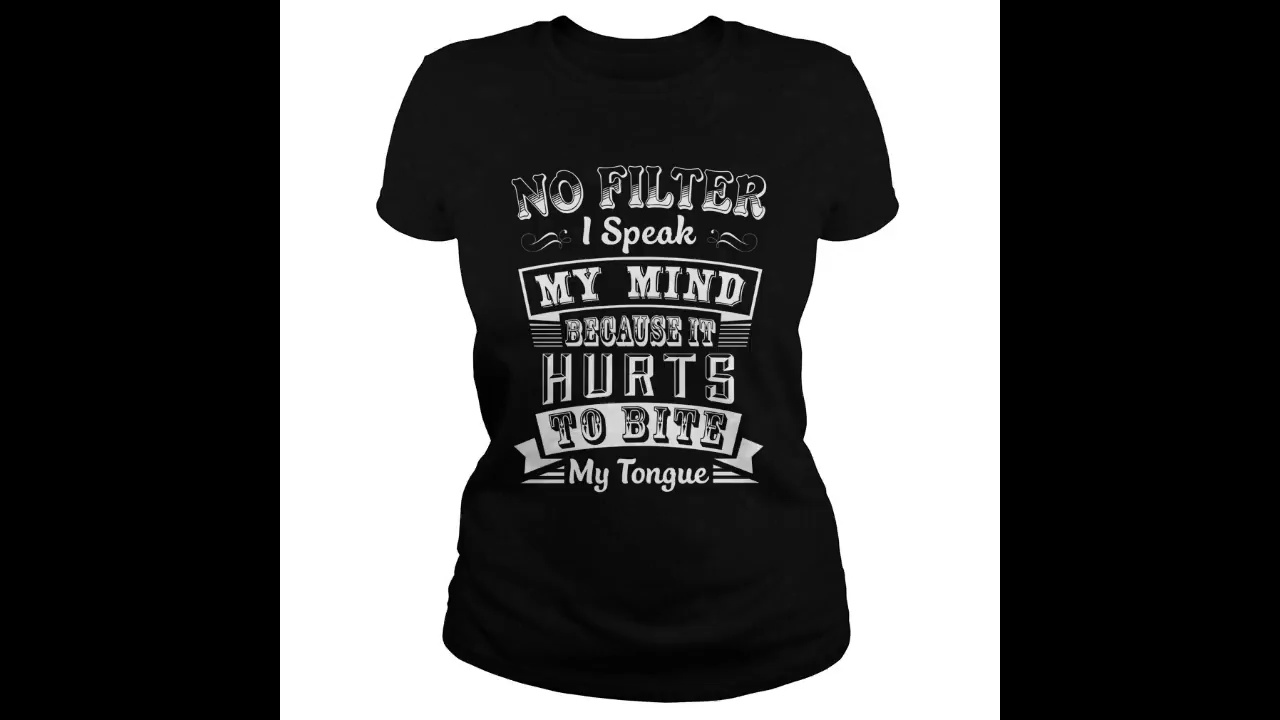 NO FILTER
I Speak
MY MIND
BECAUSE IT
HURTS
TO BITE
My Tongue